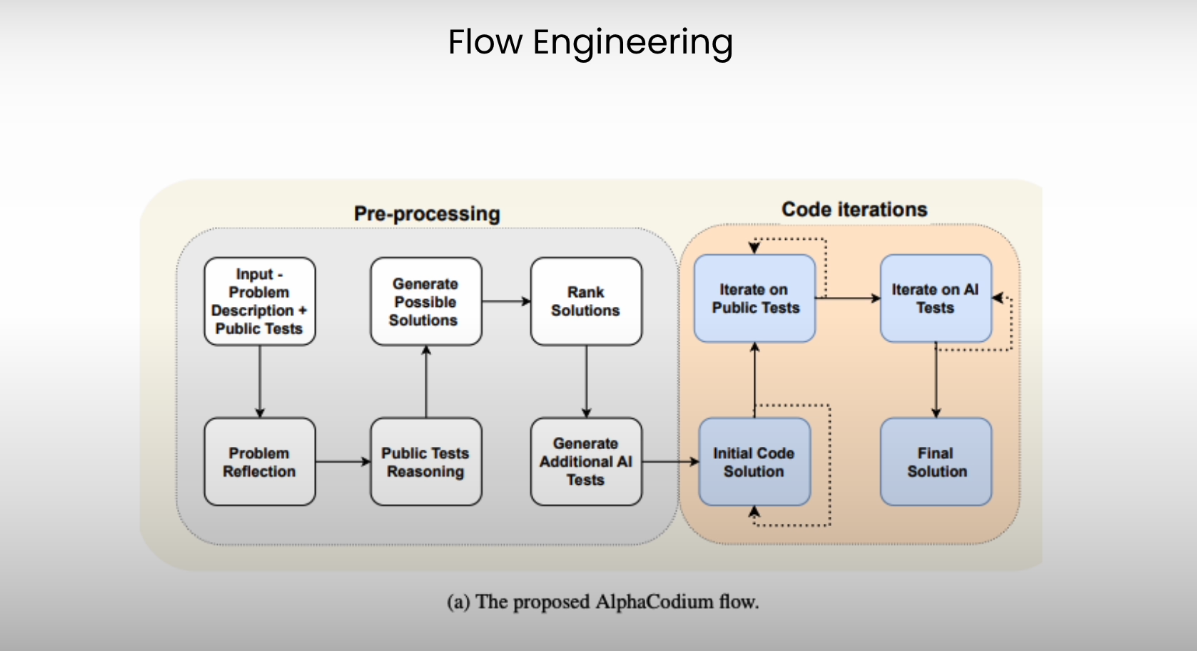 Flow Engineering
Pre-processing
Code iterations
Input -
Problem
Description +
Public Tests
Generate
Possible
Solutions
Rank
Solutions
Iterate on
Public Tests
Iterate on AI
Tests
Problem
Reflection
Public Tests
Reasoning
Generate
Additional AI
Tests
Initial Code
Solution
Final
Solution
(a) The proposed AlphaCodium flow.